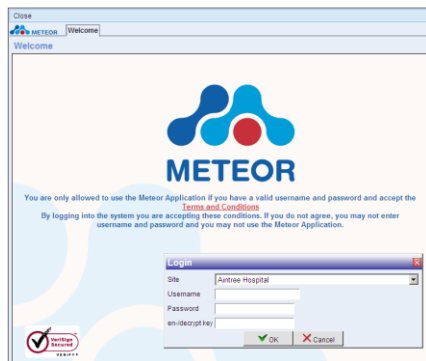 Close
METEOR Welcome
Welcome
METEOR
You are only allowed to use the Meteor Application if you have a valid username and password and accept the
Terms and Conditions
By logging into the system you are accepting these conditions. If you do not agree, you may not enter
username and password and you may not use the Meteor Application.
Login
Site Aintree Hospital
Username
Password
en-/decrypt key
OK Cancel
VeriSign
Secured
VERIFY